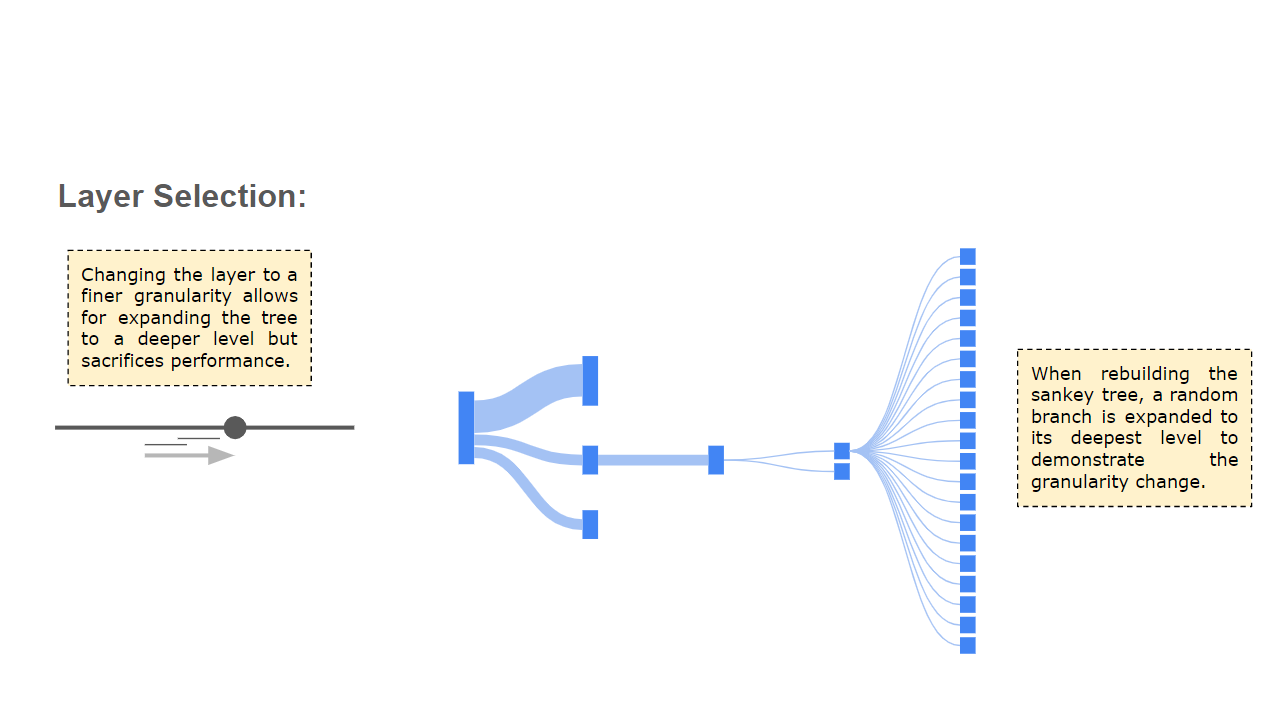 Layer Selection:
Changing the layer to a
finer granularity allows
for expanding the tree
to a deeper level but
sacrifices performance.
When rebuilding the
sankey tree, a random
branch is expanded to
its deepest level to
demonstrate the
granularity change.